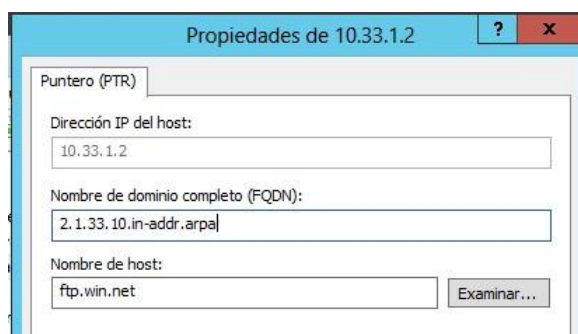 Propiedades de 10.33.1.2
? x
Puntero (PTR)
Dirección IP del host:
10.33.1.2
Nombre de dominio completo (FQDN):
2.1.33.10.in-addr.arpa
Nombre de host:
ftp.win.net
Examinar...